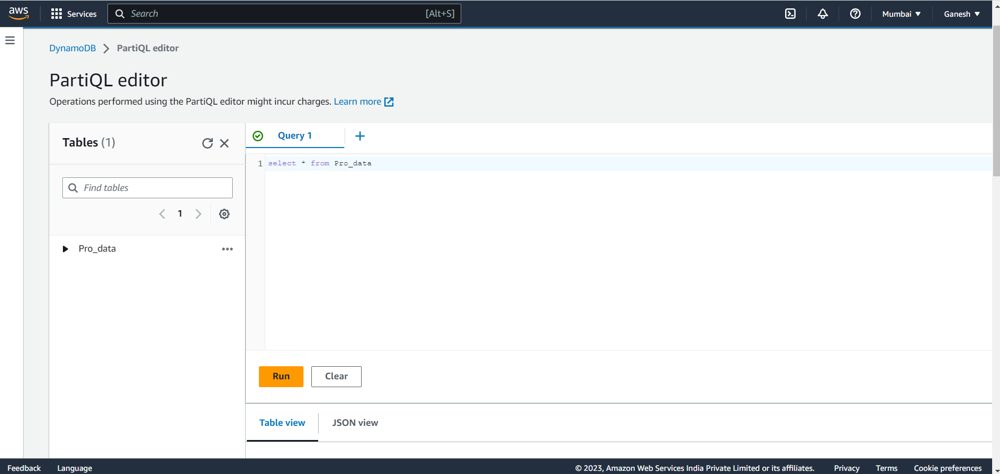 aws Services Search [Alt+S] Mumbai Ganesh
DynamoDB PartiQL editor
PartiQL editor
Operations performed using the PartiQL editor might incur charges. Learn more
Tables (1)
Query 1
1 select * from Pro_data
Find tables
1
Pro_data
Run Clear
Table view JSON view
Feedback Language © 2023, Amazon Web Services India Private Limited or its affiliates. Privacy Terms Cookie preferences